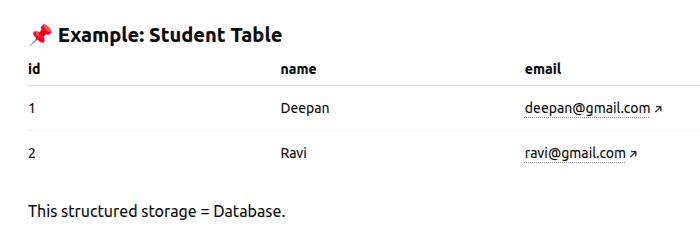 📌 Example: Student Table
id name email
1 Deepan deepan@gmail.com ↗
2 Ravi ravi@gmail.com ↗
This structured storage = Database.